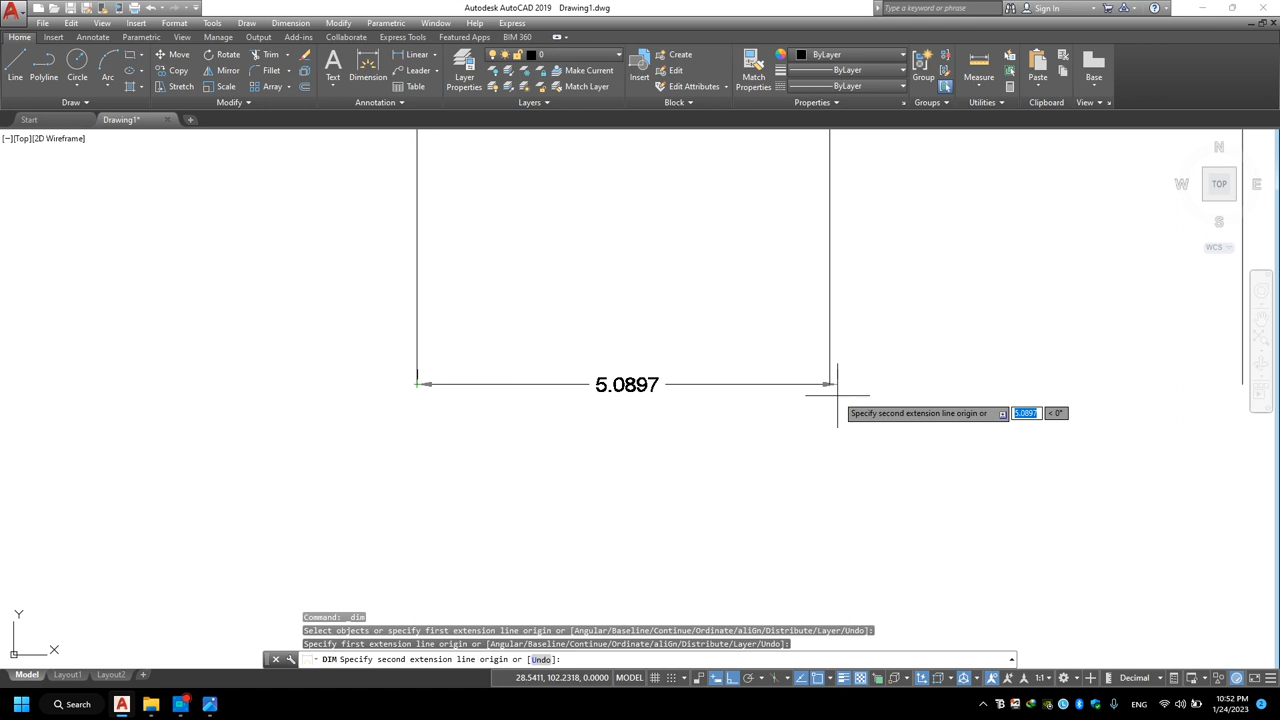 Autodesk AutoCAD 2019 Drawing1.dwg
Type a keyword or phrase
Sign In
File Edit View Insert Format Tools Draw Dimension Modify Parametric Window Help Express
Home Insert Annotate Parametric View Manage Output Add-ins Collaborate Express Tools Featured Apps BIM 360
Move Rotate Trim Linear 0 Create Edit ByLayer
Line Polyline Circle Arc Copy Mirror Fillet Text Dimension Leader Layer Properties Make Current Insert Edit Match Properties ByLayer Group Measure Paste Base
Stretch Scale Array Table Match Layer Edit Attributes ByLayer
Draw Modify Annotation Layers Block Properties Groups Utilities Clipboard View
Start Drawing1*
[−][Top][2D Wireframe]
N
W TOP E
S
WCS
5.0897
Specify second extension line origin or 5.0897 < 0°
Y
X
Command: _dim
Select objects or specify first extension line origin or [Angular/Baseline/Continue/Ordinate/aliGn/Distribute/Layer/Undo]:
Specify first extension line origin or [Angular/Baseline/Continue/Ordinate/aliGn/Distribute/Layer/Undo]:
DIM Specify second extension line origin or [Undo]:
Model Layout1 Layout2 28.5411, 102.2318, 0.0000 MODEL 1:1 Decimal
Search ENG 10:52 PM
1/24/2023